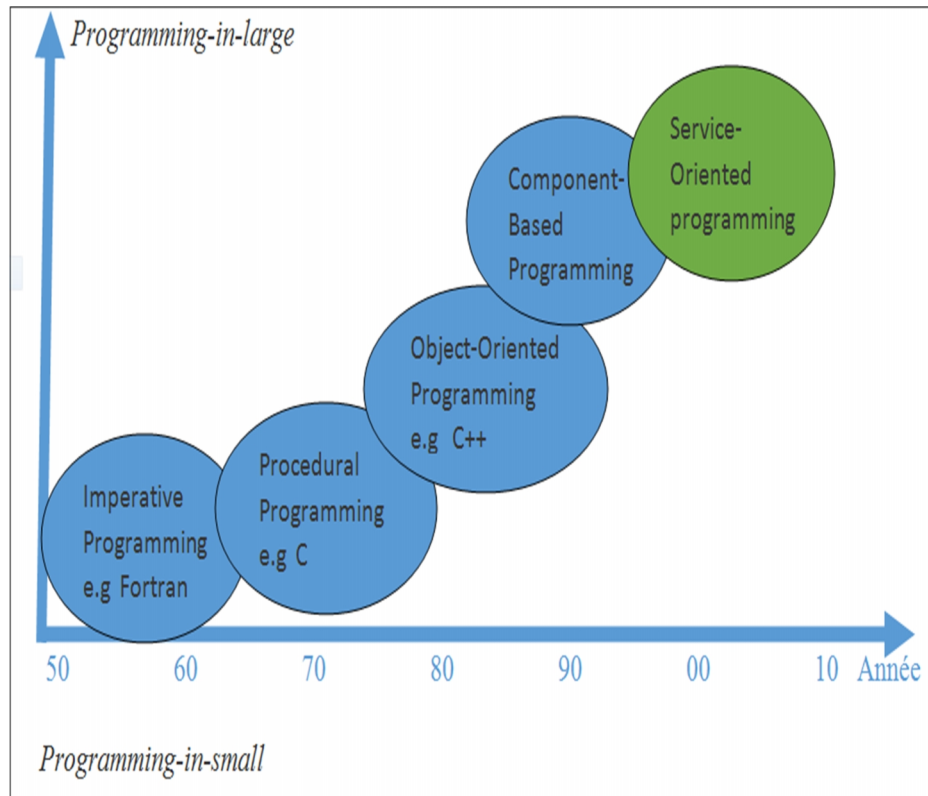 Programming-in-large
Service-
Oriented
programming
Component-
Based
Programming
Object-Oriented
Programming
e.g C++
Procedural
Programming
e.g C
Imperative
Programming
e.g Fortran
50 60 70 80 90 00 10 Année
Programming-in-small